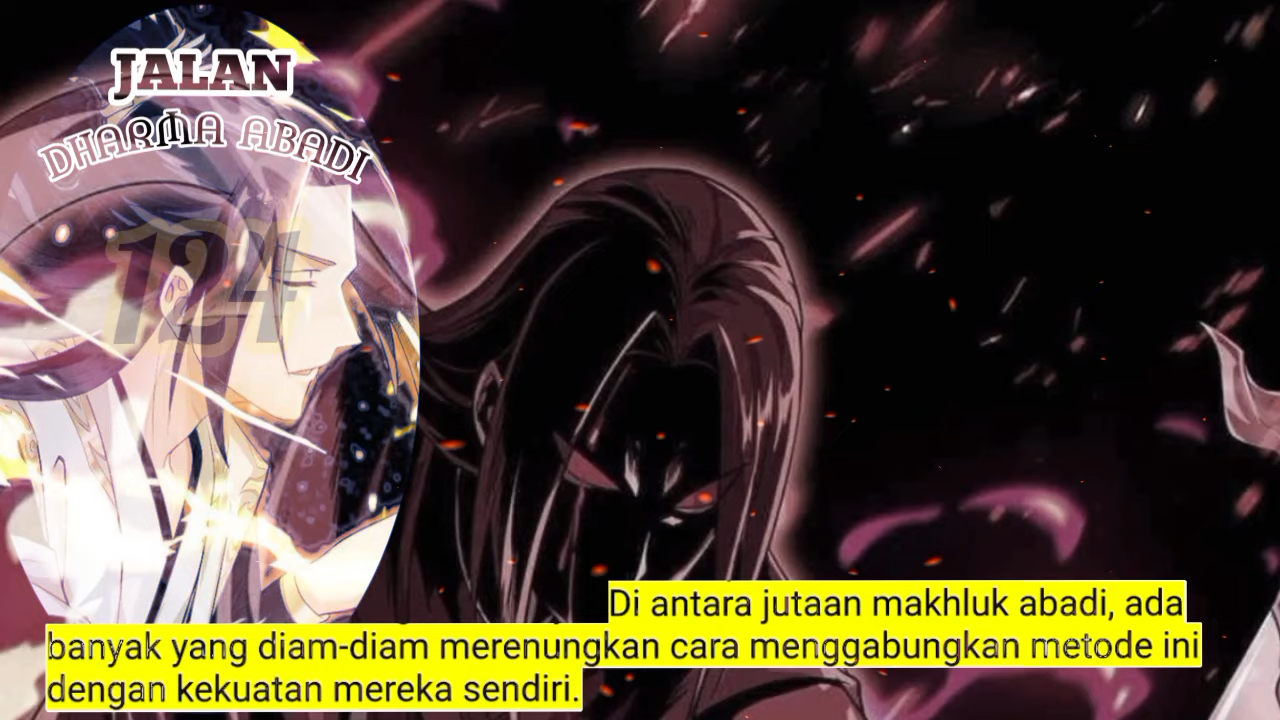 JALAN
DHARMA ABADI
124
Di antara jutaan makhluk abadi, ada
banyak yang diam-diam merenungkan cara menggabungkan metode ini
dengan kekuatan mereka sendiri.